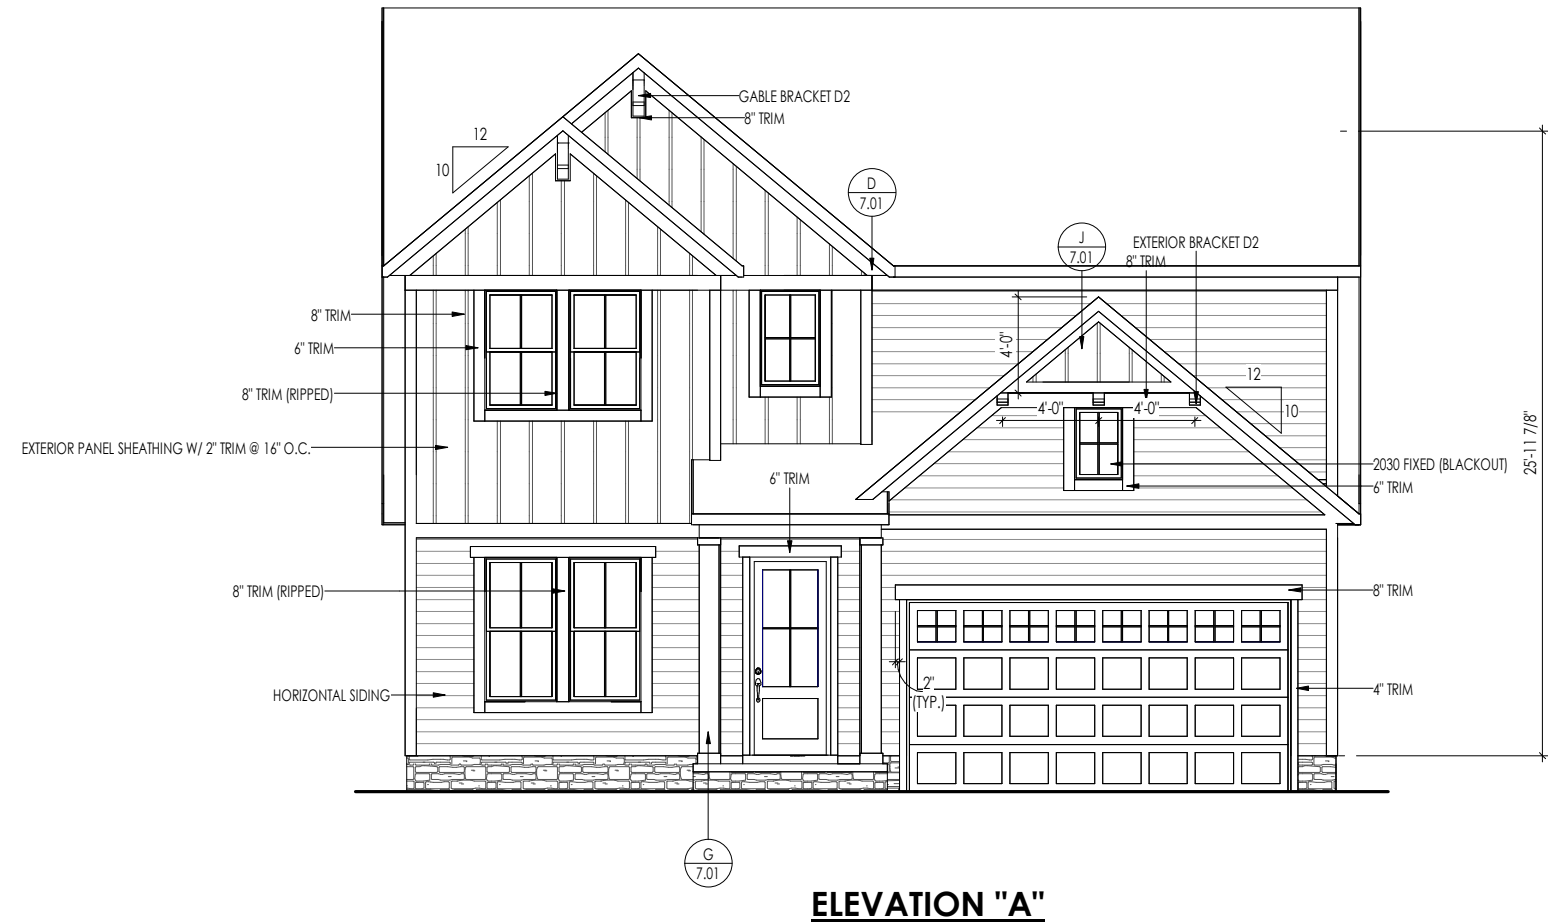 GABLE BRACKET D2
8" TRIM
12
10
D
7.01
J
7.01
EXTERIOR BRACKET D2
8" TRIM
8" TRIM
6" TRIM
4'-0"
12
10
8" TRIM (RIPPED)
4'-0"
4'-0"
25'-11 7/8"
EXTERIOR PANEL SHEATHING W/ 2" TRIM @ 16" O.C.
2030 FIXED (BLACKOUT)
6" TRIM
6" TRIM
8" TRIM (RIPPED)
8" TRIM
2"
(TYP.)
HORIZONTAL SIDING
4" TRIM
G
7.01
ELEVATION "A"